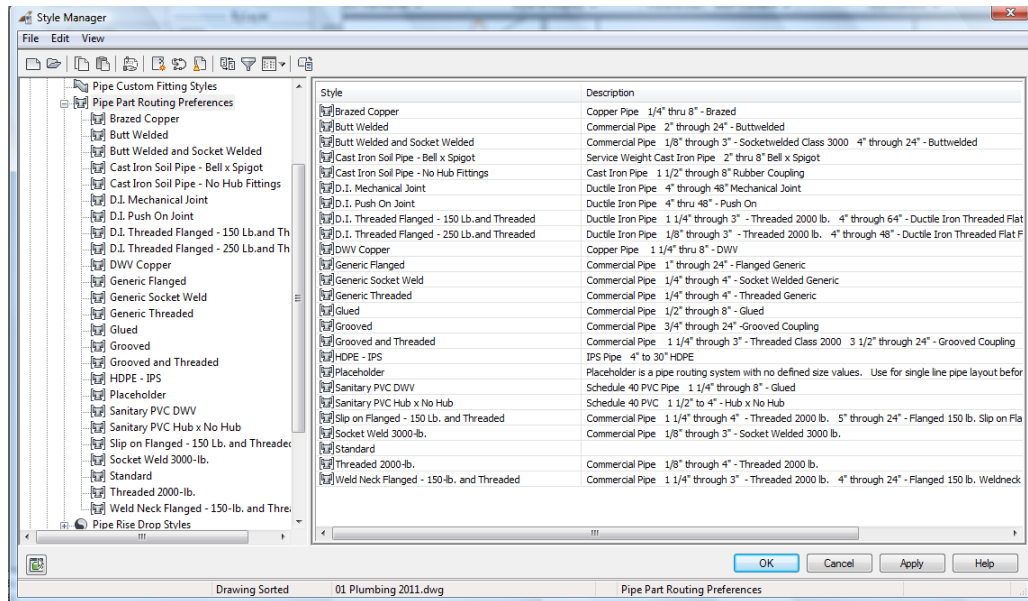 Style Manager
File Edit View
Pipe Custom Fitting Styles
Pipe Part Routing Preferences
Brazed Copper
Butt Welded
Butt Welded and Socket Welded
Cast Iron Soil Pipe - Bell x Spigot
Cast Iron Soil Pipe - No Hub Fittings
D.I. Mechanical Joint
D.I. Push On Joint
D.I. Threaded Flanged - 150 Lb.and Th
D.I. Threaded Flanged - 250 Lb.and Th
DWV Copper
Generic Flanged
Generic Socket Weld
Generic Threaded
Glued
Grooved
Grooved and Threaded
HDPE - IPS
Placeholder
Sanitary PVC DWV
Sanitary PVC Hub x No Hub
Slip on Flanged - 150 Lb. and Threaded
Socket Weld 3000-lb.
Standard
Threaded 2000-lb.
Weld Neck Flanged - 150-lb. and Threa
Pipe Rise Drop Styles
Style Description
Brazed Copper Copper Pipe 1/4" thru 8" - Brazed
Butt Welded Commercial Pipe 2" through 24" - Buttwelded
Butt Welded and Socket Welded Commercial Pipe 1/8" through 3" - Socketwelded Class 3000 4" through 24" - Buttwelded
Cast Iron Soil Pipe - Bell x Spigot Service Weight Cast Iron Pipe 2" thru 8" Bell x Spigot
Cast Iron Soil Pipe - No Hub Fittings Cast Iron Pipe 1 1/2" through 8" Rubber Coupling
D.I. Mechanical Joint Ductile Iron Pipe 4" through 48" Mechanical Joint
D.I. Push On Joint Ductile Iron Pipe 4" thru 48" - Push On
D.I. Threaded Flanged - 150 Lb.and Threaded Ductile Iron Pipe 1 1/4" through 3" - Threaded 2000 lb. 4" through 64" - Ductile Iron Threaded Flat
D.I. Threaded Flanged - 250 Lb.and Threaded Ductile Iron Pipe 1/8" through 3" - Threaded 2000 lb. 4" through 48" - Ductile Iron Threaded Flat F
DWV Copper Copper Pipe 1 1/4" thru 8" - DWV
Generic Flanged Commercial Pipe 1" through 24" - Flanged Generic
Generic Socket Weld Commercial Pipe 1/4" through 4" - Socket Welded Generic
Generic Threaded Commercial Pipe 1/4" through 4" - Threaded Generic
Glued Commercial Pipe 1/2" through 8" - Glued
Grooved Commercial Pipe 3/4" through 24" -Grooved Coupling
Grooved and Threaded Commercial Pipe 1 1/4" through 3" - Threaded Class 2000 3 1/2" through 24" - Grooved Coupling
HDPE - IPS IPS Pipe 4" to 30" HDPE
Placeholder Placeholder is a pipe routing system with no defined size values. Use for single line pipe layout befor
Sanitary PVC DWV Schedule 40 PVC Pipe 1 1/4" through 8" - Glued
Sanitary PVC Hub x No Hub Schedule 40 PVC 1 1/2" to 4" - Hub x No Hub
Slip on Flanged - 150 Lb. and Threaded Commercial Pipe 1 1/4" through 4" - Threaded 2000 lb. 5" through 24" - Flanged 150 lb. Slip on Fla
Socket Weld 3000-lb. Commercial Pipe 1/8" through 3" - Socket Welded 3000 lb.
Standard
Threaded 2000-lb. Commercial Pipe 1/8" through 4" - Threaded 2000 lb.
Weld Neck Flanged - 150-lb. and Threaded Commercial Pipe 1 1/4" through 3" - Threaded 2000 lb. 4" through 24" - Flanged 150 lb. Weldneck
OK Cancel Apply Help
Drawing Sorted 01 Plumbing 2011.dwg Pipe Part Routing Preferences